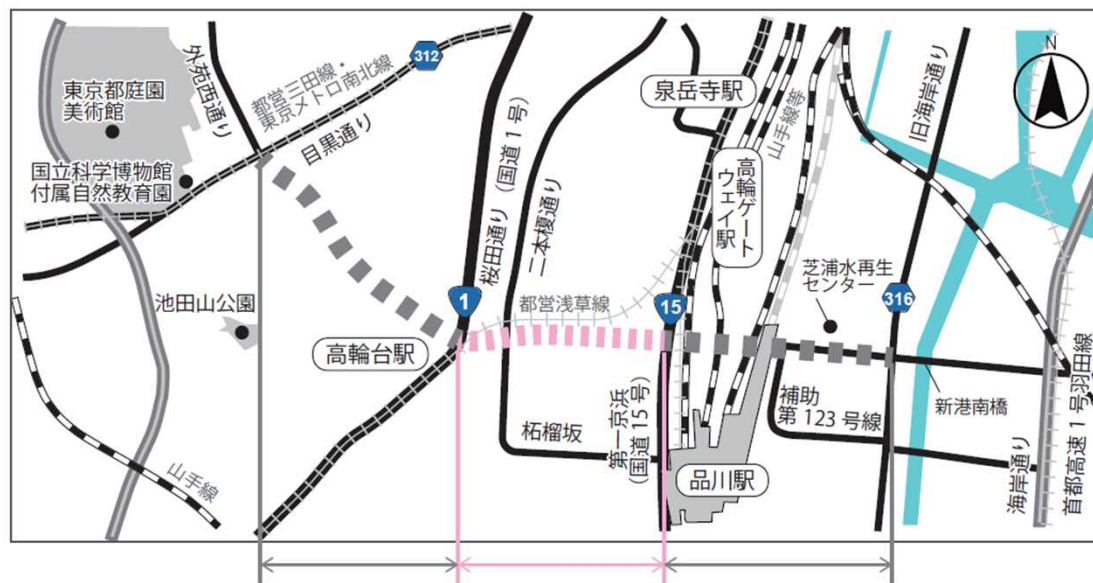 312
外苑西通り
都営三田線・
東京メトロ南北線
目黒通り
東京都庭園
美術館
国立科学博物館
付属自然教育園
池田山公園
高輪台駅
山手線
桜田通り(国道1号)
1
二本榎通り
都営浅草線
柘榴坂
泉岳寺駅
山手線等
高輪ゲート
ウェイ駅
15
第一京浜
(国道15号)
品川駅
芝浦水再生
センター
316
旧海岸通り
N
補助
第123号線
新港南橋
海岸通り
首都高速1号羽田線